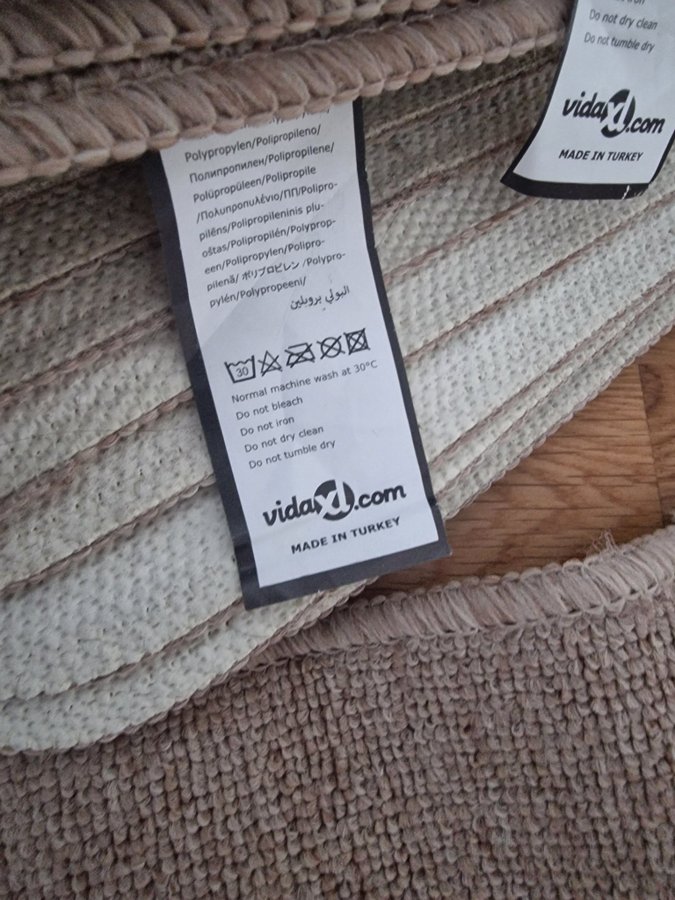 Do not dry clean
Do not tumble dry
vidaXL.com
MADE IN TURKEY
Polypropylen/Polipropileno/
Полипропилен/Polipropilene/
Polüpropüleen/Polipropile
/Πολυπροπυλένιο/ПП/Polipro-
pilēns/Polipropileninis plu-
oštas/Polipropilén/Polyprop-
een/Polipropylen/Polipro-
pilenă/ポリプロピレン /Polypro-
pylén/Polypropeeni/
البولي بروبلين
30
Normal machine wash at 30°C
Do not bleach
Do not iron
Do not dry clean
Do not tumble dry
vidaXL.com
MADE IN TURKEY